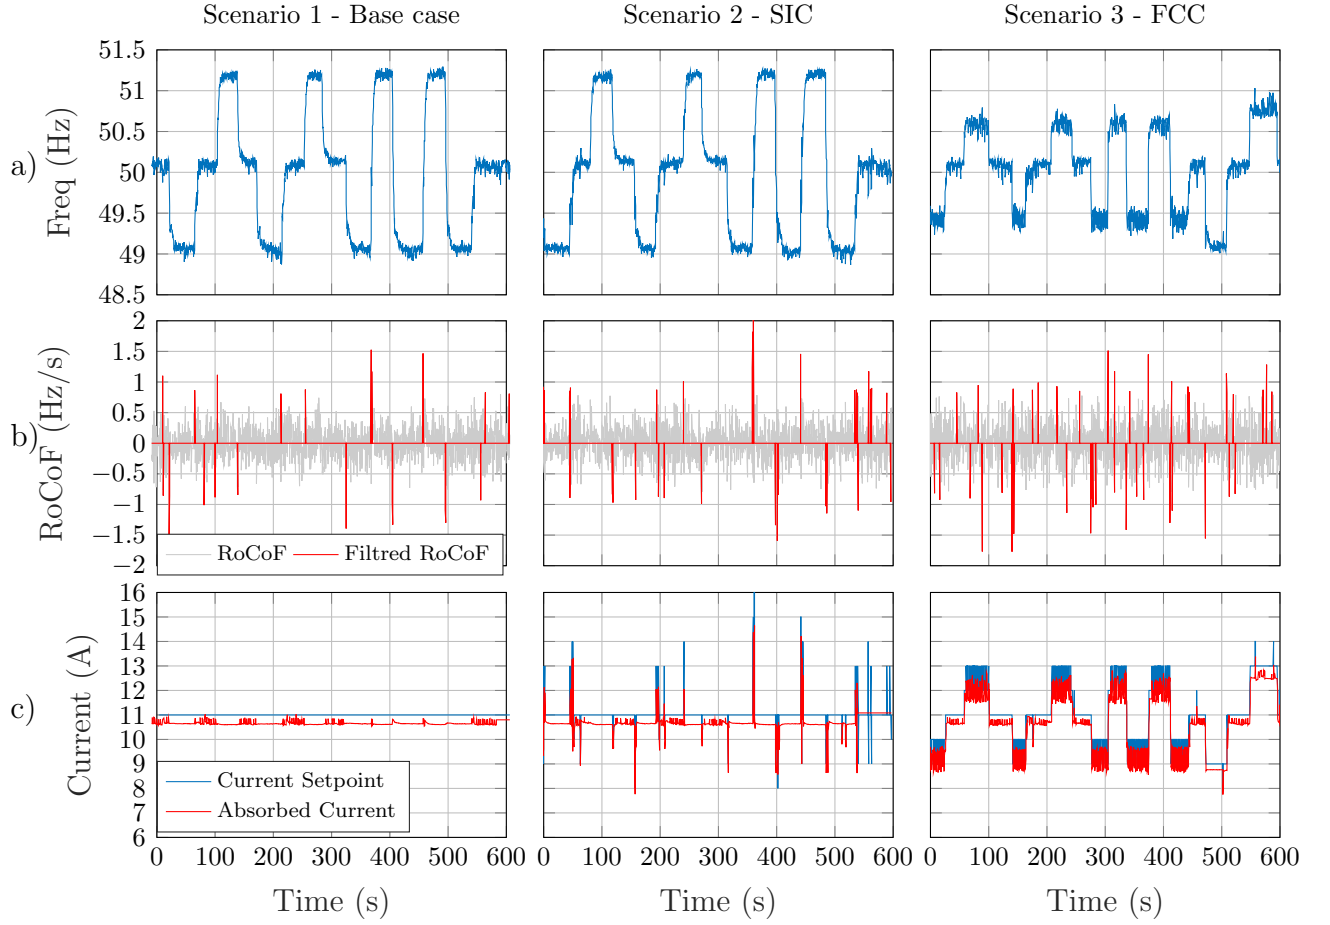 Scenario 1 - Base case
Scenario 2 - SIC
Scenario 3 - FCC
a)
Freq (Hz)
51.5
51
50.5
50
49.5
49
48.5
b)
RoCoF (Hz/s)
2
1.5
1
0.5
0
−0.5
−1
−1.5
−2
RoCoF
Filtred RoCoF
c)
Current (A)
16
15
14
13
12
11
10
9
8
7
6
Current Setpoint
Absorbed Current
0 100 200 300 400 500 600
0 100 200 300 400 500 600
0 100 200 300 400 500 600
Time (s)
Time (s)
Time (s)